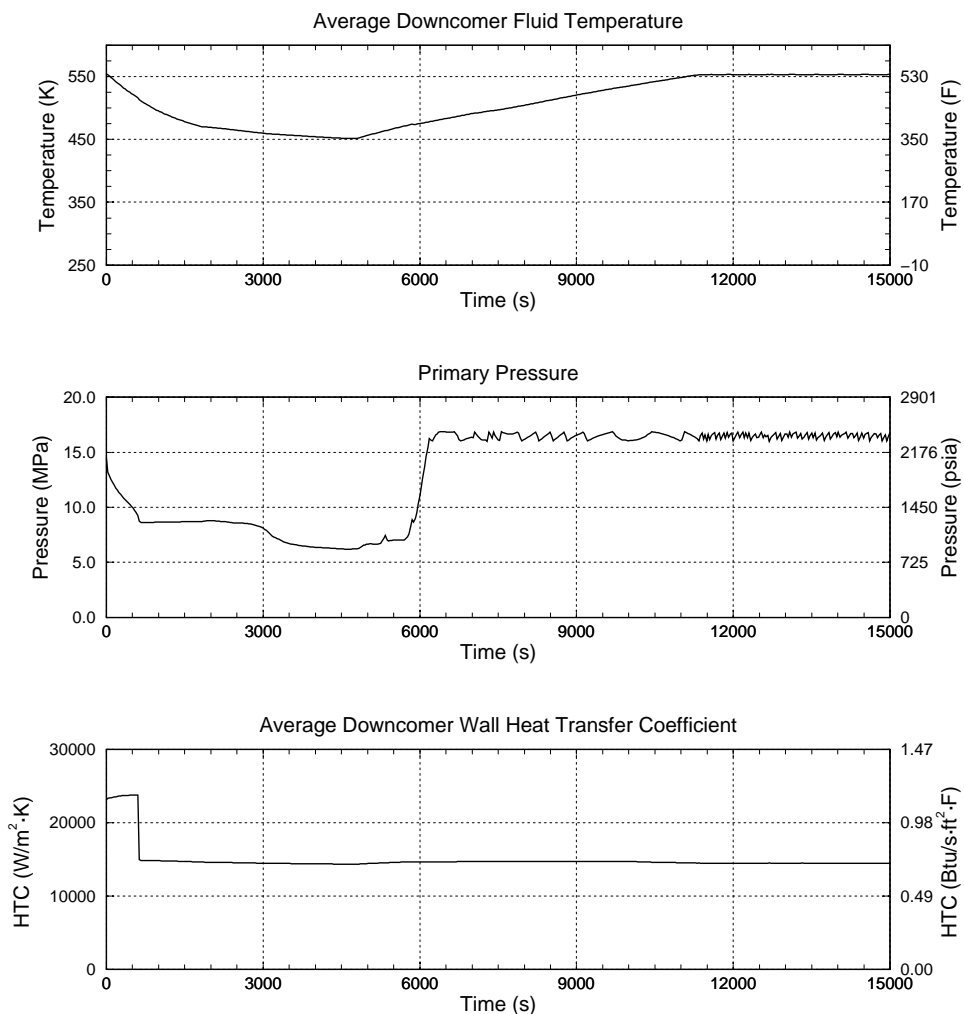 Average Downcomer Fluid Temperature
Temperature (K)
550
450
350
250
530
350
170
−10
Temperature (F)
0 3000 6000 9000 12000 15000
Time (s)
Primary Pressure
Pressure (MPa)
20.0
15.0
10.0
5.0
0.0
2901
2176
1450
725
0
Pressure (psia)
0 3000 6000 9000 12000 15000
Time (s)
Average Downcomer Wall Heat Transfer Coefficient
HTC (W/m²·K)
30000
20000
10000
0
1.47
0.98
0.49
0.00
HTC (Btu/s·ft²·F)
0 3000 6000 9000 12000 15000
Time (s)